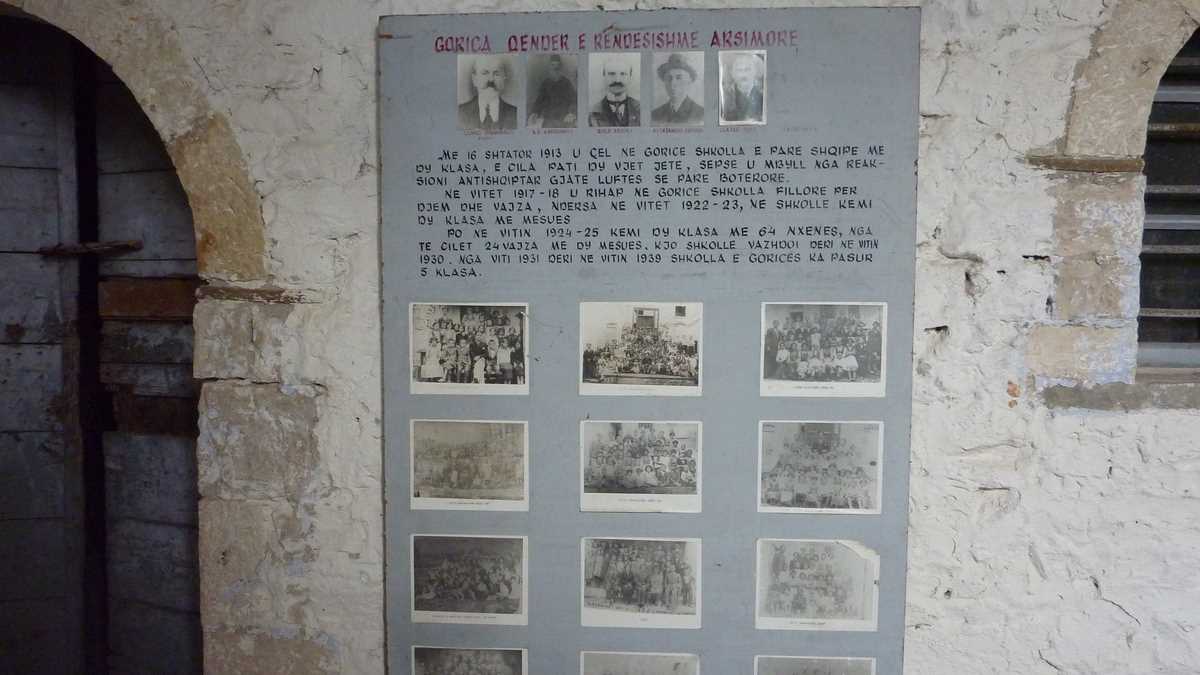 GORICA QENDER E RENDESISHME ARSIMORE
„ME 16 SHTATOR 1913 U ÇEL NE GORICE SHKOLLA E PARE SHQIPE ME
DY KLASA, E CILA PATI DY VJET JETE, SEPSE U MBYLL NGA REAK-
SIONI ANTISHQIPTAR GJATE LUFTES SE PARE BOTERORE.
NE VITET 1917-18 U RIHAP NE GORICE SHKOLLA FILLORE PER
DJEM DHE VAJZA, NDERSA NE VITET 1922-23, NE SHKOLLE KEMI
DY KLASA ME MESUES
PO NE VITIN 1924-25 KEMI DY KLASA ME 64 NXENES, NGA
TE CILET 24 VAJZA ME DY MESUES. KJO SHKOLLE VAZHDOI DERI NE VITIN
1930. NGA VITI 1931 DERI NE VITIN 1939 SHKOLLA E GORICES KA PASUR
5 KLASA.